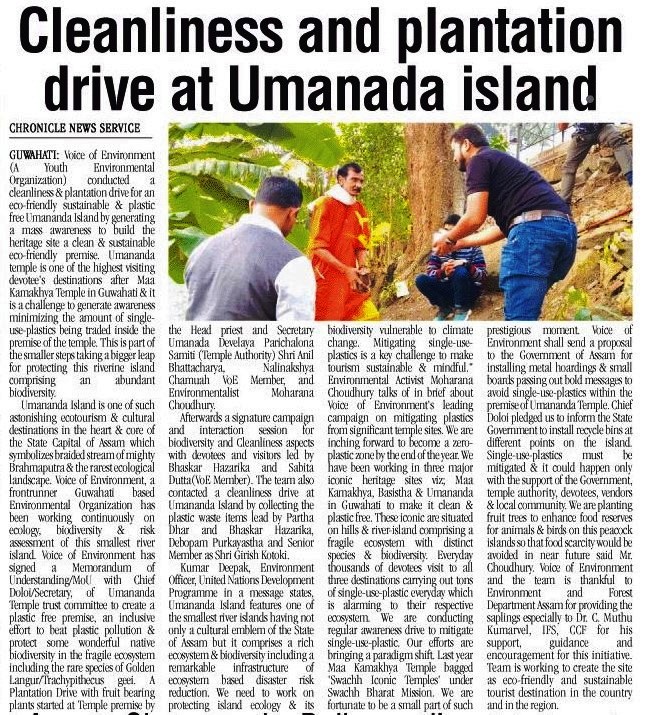 Cleanliness and plantation
drive at Umanada island
CHRONICLE NEWS SERVICE
GUWAHATI: Voice of Environment
(A Youth Environmental
Organization) conducted a
cleanliness & plantation drive for an
eco-friendly sustainable & plastic
free Umananda Island by generating
a mass awareness to build the
heritage site a clean & sustainable
eco-friendly premise. Umananda
temple is one of the highest visiting
devotee's destinations after Maa
Kamakhya Temple in Guwahati & it
is a challenge to generate awareness
minimizing the amount of single-
use-plastics being traded inside the
premise of the temple. This is part of
the smaller steps taking a bigger leap
for protecting this riverine island
comprising an abundant
biodiversity.
Umananda Island is one of such
astonishing ecotourism & cultural
destinations in the heart & core of
the State Capital of Assam which
symbolizes braided stream of mighty
Brahmaputra & the rarest ecological
landscape. Voice of Environment, a
frontrunner Guwahati based
Environmental Organization has
been working continuously on
ecology, biodiversity & risk
assessment of this smallest river
island. Voice of Environment has
signed a Memorandum of
Understanding/MoU with Chief
Doloi/Secretary, of Umananda
Temple trust committee to create a
plastic free premise, an inclusive
effort to beat plastic pollution &
protect some wonderful native
biodiversity in the fragile ecosystem
including the rare species of Golden
Langur/Trachypithecus geei. A
Plantation Drive with fruit bearing
plants started at Temple premise by
the Head priest and Secretary
Umananda Develaya Parichalona
Samiti (Temple Authority) Shri Anil
Bhattacharya, Nalinakshya
Chamuah VoE Member, and
Environmentalist Moharana
Choudhury.
Afterwards a signature campaign
and interaction session for
biodiversity and Cleanliness aspects
with devotees and visitors led by
Bhaskar Hazarika and Sabita
Dutta(VoE Member). The team also
contacted a cleanliness drive at
Umananda Island by collecting the
plastic waste items lead by Partha
Dhar and Bhaskar Hazarika,
Debopam Purkayastha and Senior
Member as Shri Girish Kotoki.
Kumar Deepak, Environment
Officer, United Nations Development
Programme in a message states,
Umananda Island features one of
the smallest river islands having not
only a cultural emblem of the State
of Assam but it comprises a rich
ecosystem & biodiversity including a
remarkable infrastructure of
ecosystem based disaster risk
reduction. We need to work on
protecting island ecology & its
biodiversity vulnerable to climate
change. Mitigating single-use-
plastics is a key challenge to make
tourism sustainable & mindful."
Environmental Activist Moharana
Choudhury talks of in brief about
Voice of Environment's leading
campaign on mitigating plastics
from significant temple sites. We are
inching forward to become a zero-
plastic zone by the end of the year. We
have been working in three major
iconic heritage sites viz; Maa
Kamakhya, Basistha & Umananda
in Guwahati to make it clean &
plastic free. These iconic are situated
on hills & river-island comprising a
fragile ecosystem with distinct
species & biodiversity. Everyday
thousands of devotees visit to all
three destinations carrying out tons
of single-use-plastic everyday which
is alarming to their respective
ecosystem. We are conducting
regular awareness drive to mitigate
single-use-plastic. Our efforts are
bringing a paradigm shift, Last year
Maa Kamakhya Temple bagged
'Swachh Iconic Temples' under
Swachh Bharat Mission. We are
fortunate to be a small part of such
prestigious moment. Voice of
Environment shall send a proposal
to the Government of Assam for
installing metal hoardings & small
boards passing out bold messages to
avoid single-use-plastics within the
premise of Umananda Temple. Chief
Doloi pledged us to inform the State
Government to install recycle bins at
different points on the island.
Single-use-plastics must be
mitigated & it could happen only
with the support of the Government,
temple authority, devotees, vendors
& local community. We are planting
fruit trees to enhance food reserves
for animals & birds on this peacock
islands so that food scarcity would be
avoided in near future said Mr.
Choudhury. Voice of Environment
and the team is thankful to
Environment and Forest
Department Assam for providing the
saplings especially to Dr. C. Muthu
Kumarvel, IFS, CCF for his
support, guidance and
encouragement for this initiative.
Team is working to create the site
as eco-friendly and sustainable
tourist destination in the country
and in the region.